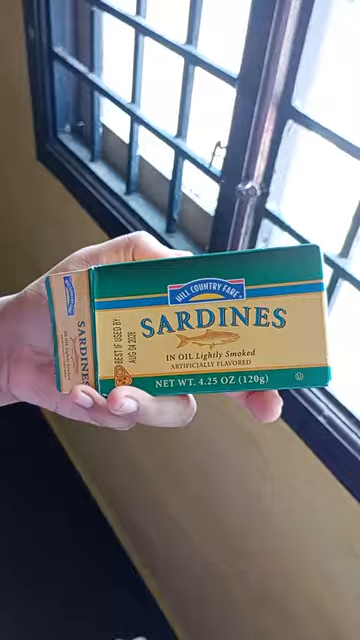 HILL COUNTRY FARE
SARDINES
IN OIL Lightly Smoked
ARTIFICIALLY FLAVORED
NET WT. 4.25 OZ (120g)
BEST IF USED BY:
AUG 04 2026
SARDINES